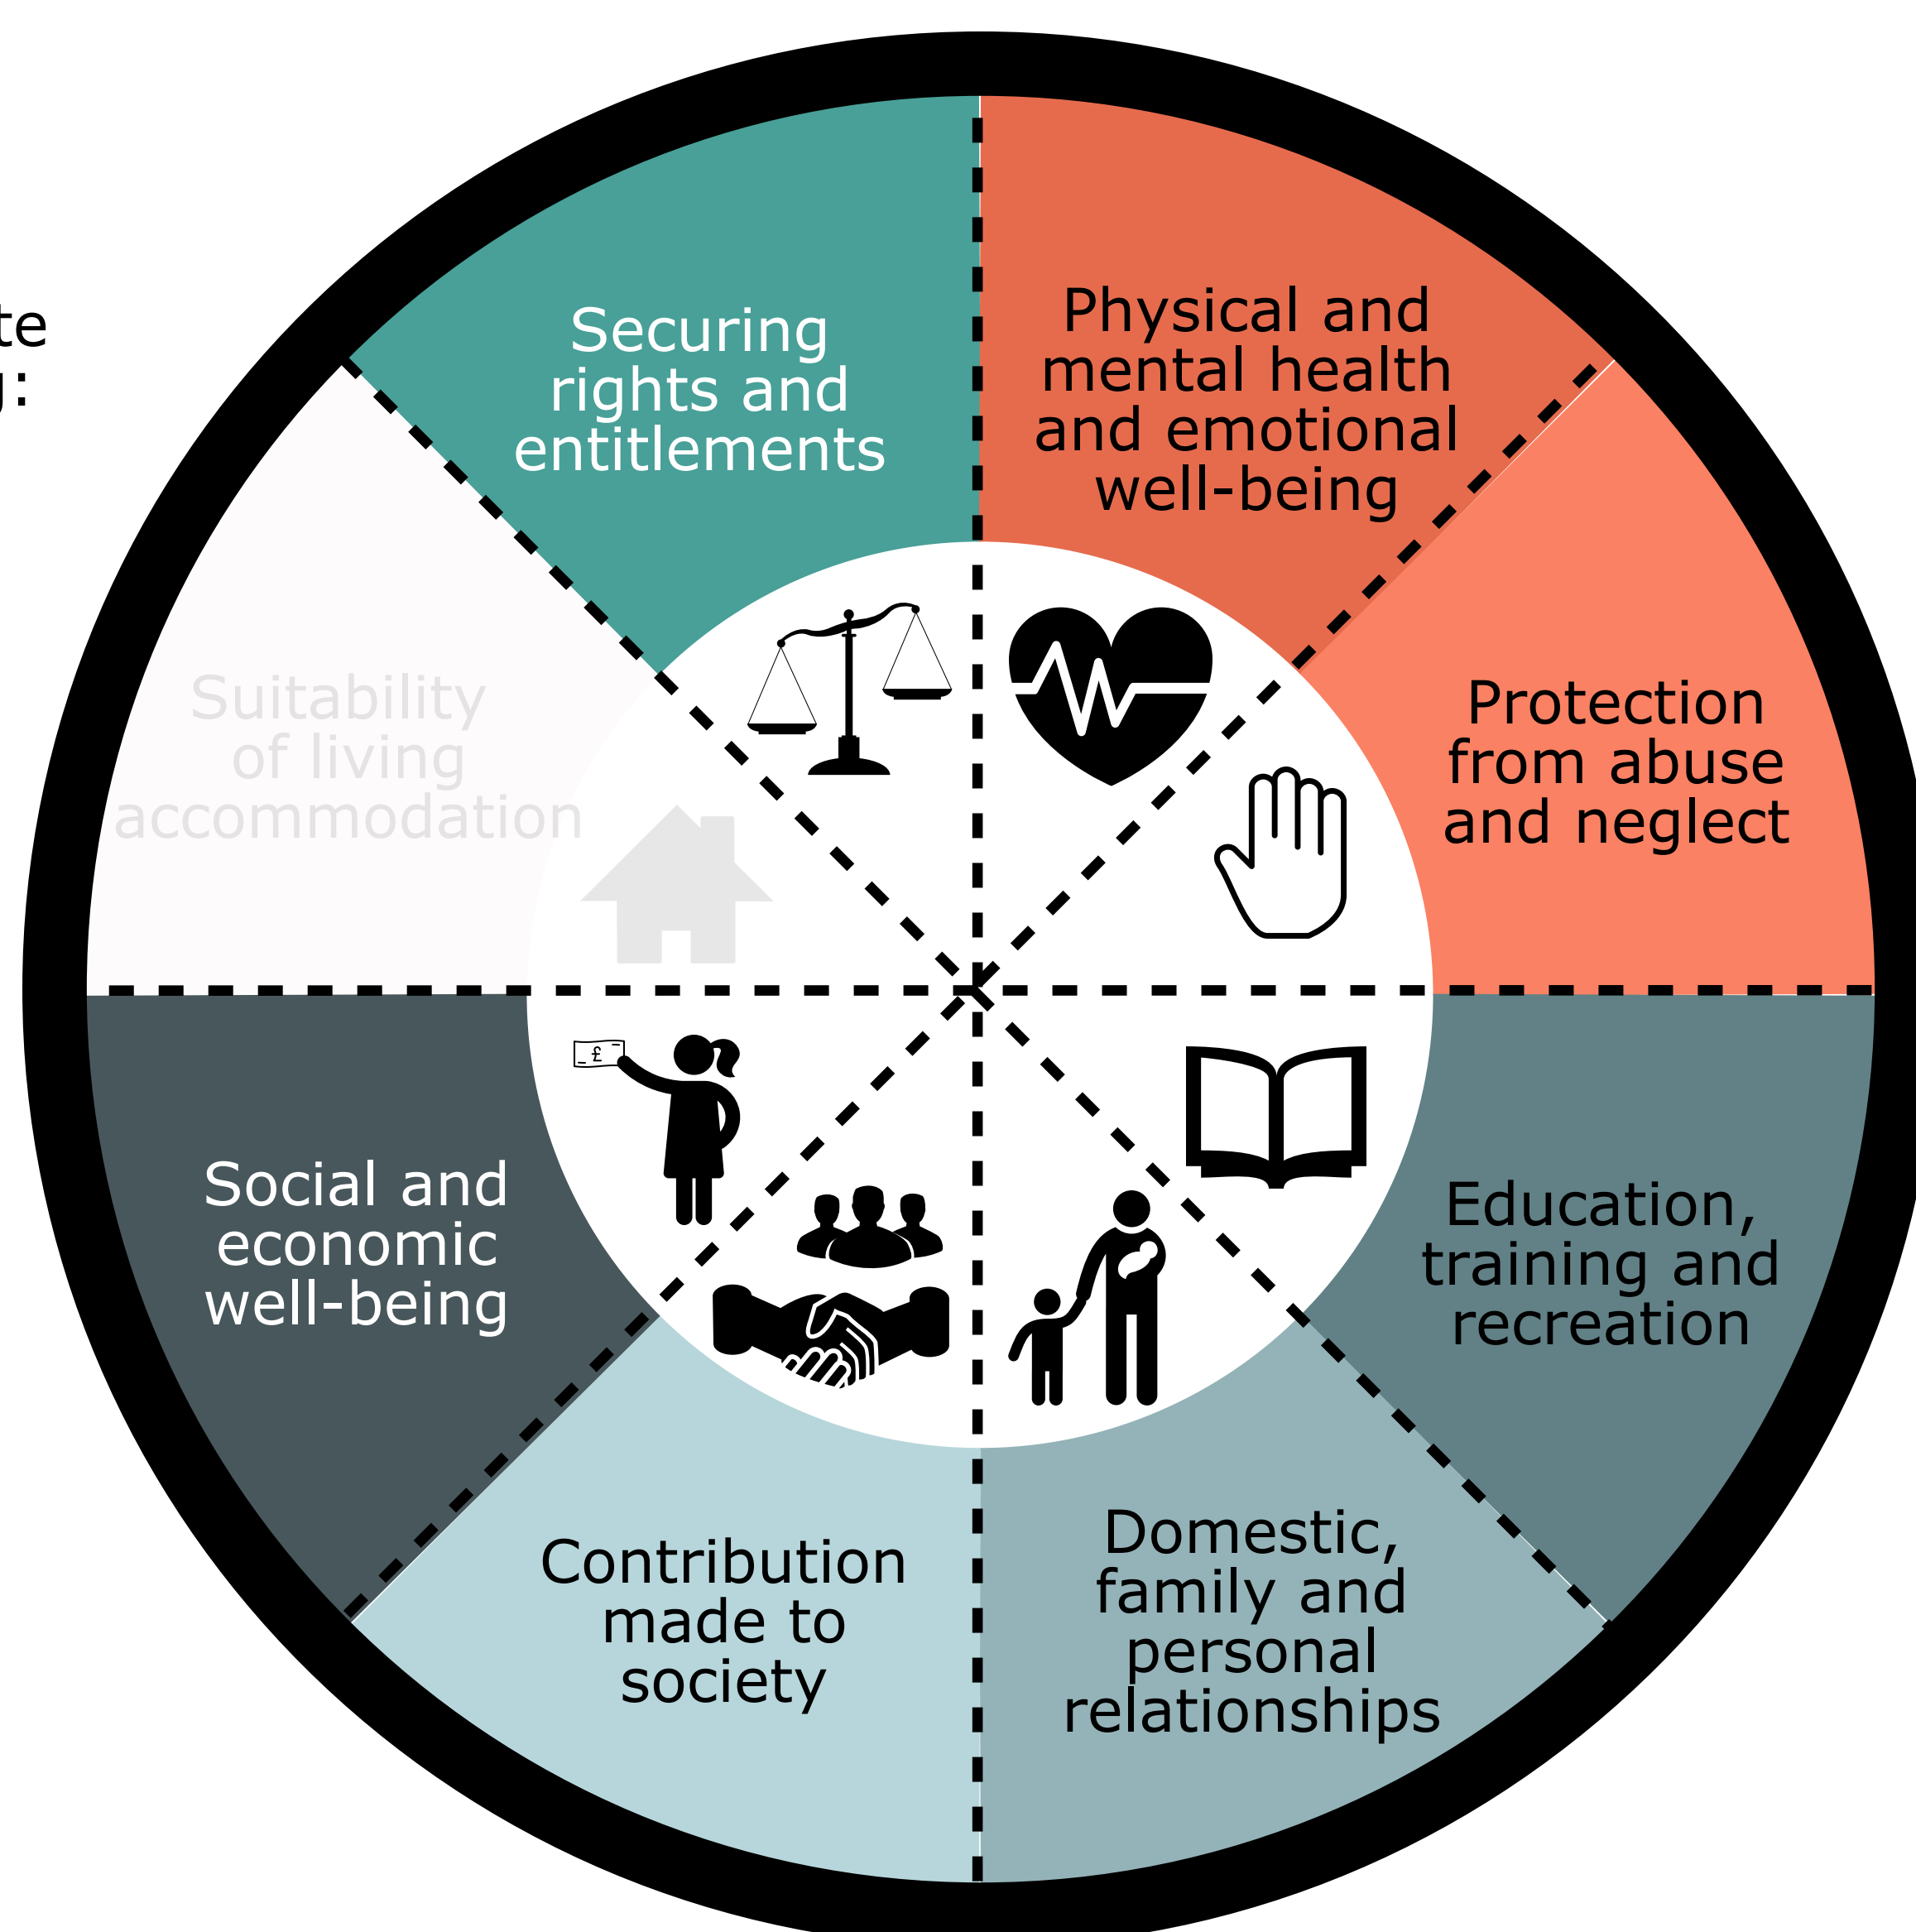 Securing
rights and
entitlements
Physical and
mental health
and emotional
well-being
Protection
from abuse
and neglect
Education,
training and
recreation
Domestic,
family and
personal
relationships
Contribution
made to
society
Social and
economic
well-being
£
Suitability
of living
accommodation